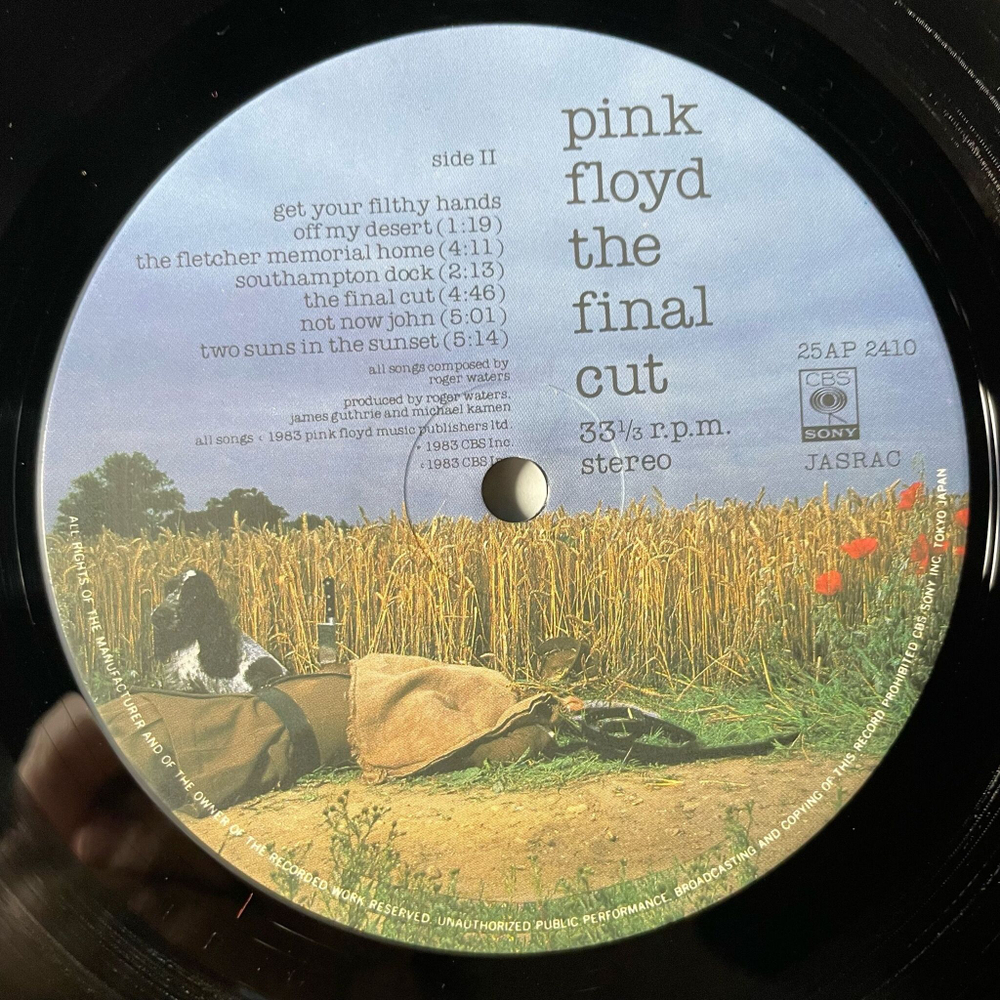 side II
get your filthy hands
off my desert (1:19)
the fletcher memorial home (4:11)
southampton dock (2:13)
the final cut (4:46)
not now john (5:01)
two suns in the sunset (5:14)
all songs composed by
roger waters
produced by roger waters,
james guthrie and michael kamen
all songs c 1983 pink floyd music publishers ltd.
1983 CBS Inc.
c 1983 CBS
pink
floyd
the
final
cut
33 1/3 r.p.m.
stereo
25AP 2410
CBS
SONY
JASRAC
ALL RIGHTS OF THE MANUFACTURER AND OF THE OWNER OF THE RECORDED WORK RESERVED. UNAUTHORIZED PUBLIC PERFORMANCE. BROADCASTING AND COPYING OF THIS RECORD PROHIBITED CBS/SONY INC. TOKYO JAPAN